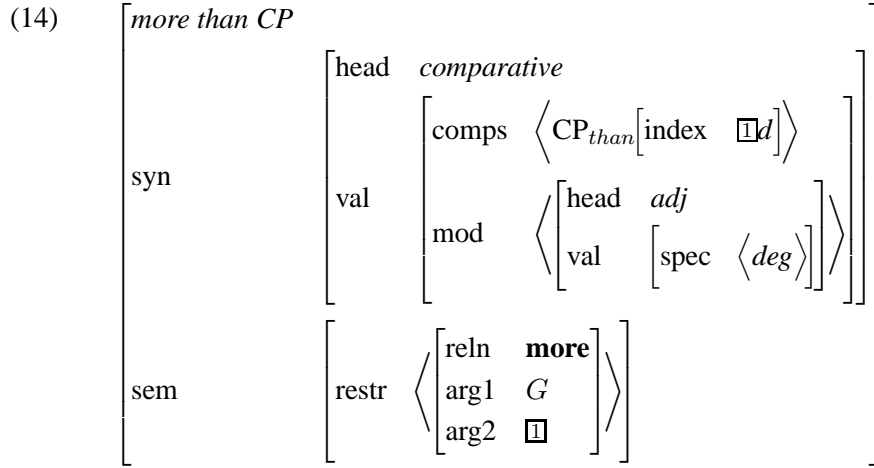 (14)
more than CP
head comparative
comps ⟨CP_than[index [1]d]⟩
syn
val
head adj
mod
val [spec ⟨deg⟩]
reln more
sem restr arg1 G
arg2 [1]